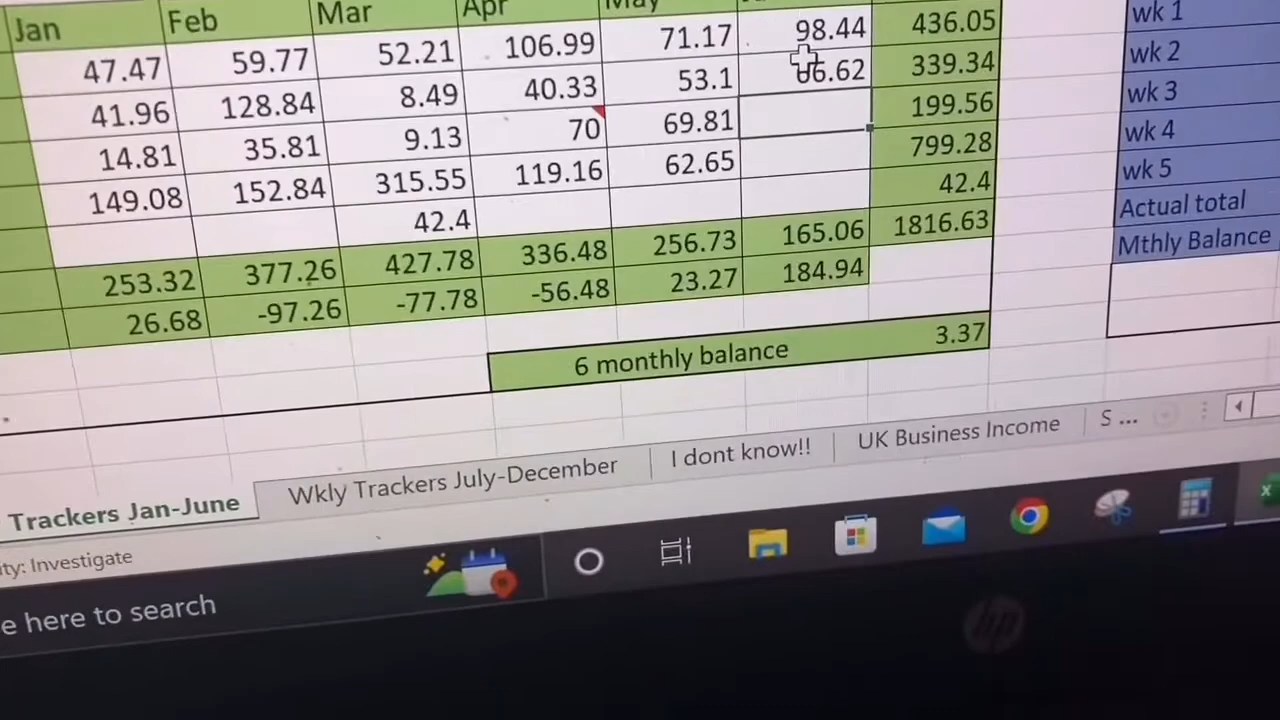 Jan Feb Mar Apr May
47.47 59.77 52.21 106.99 71.17 98.44 436.05 wk 1
41.96 128.84 8.49 40.33 53.1 66.62 339.34 wk 2
14.81 35.81 9.13 70 69.81 199.56 wk 3
149.08 152.84 315.55 119.16 62.65 799.28 wk 4
42.4 42.4 wk 5
253.32 377.26 427.78 336.48 256.73 165.06 1816.63 Actual total
26.68 -97.26 -77.78 -56.48 23.27 184.94 Mthly Balance
6 monthly balance 3.37
Trackers Jan-June Wkly Trackers July-December I dont know!! UK Business Income S ...
ty: Investigate
e here to search
hp